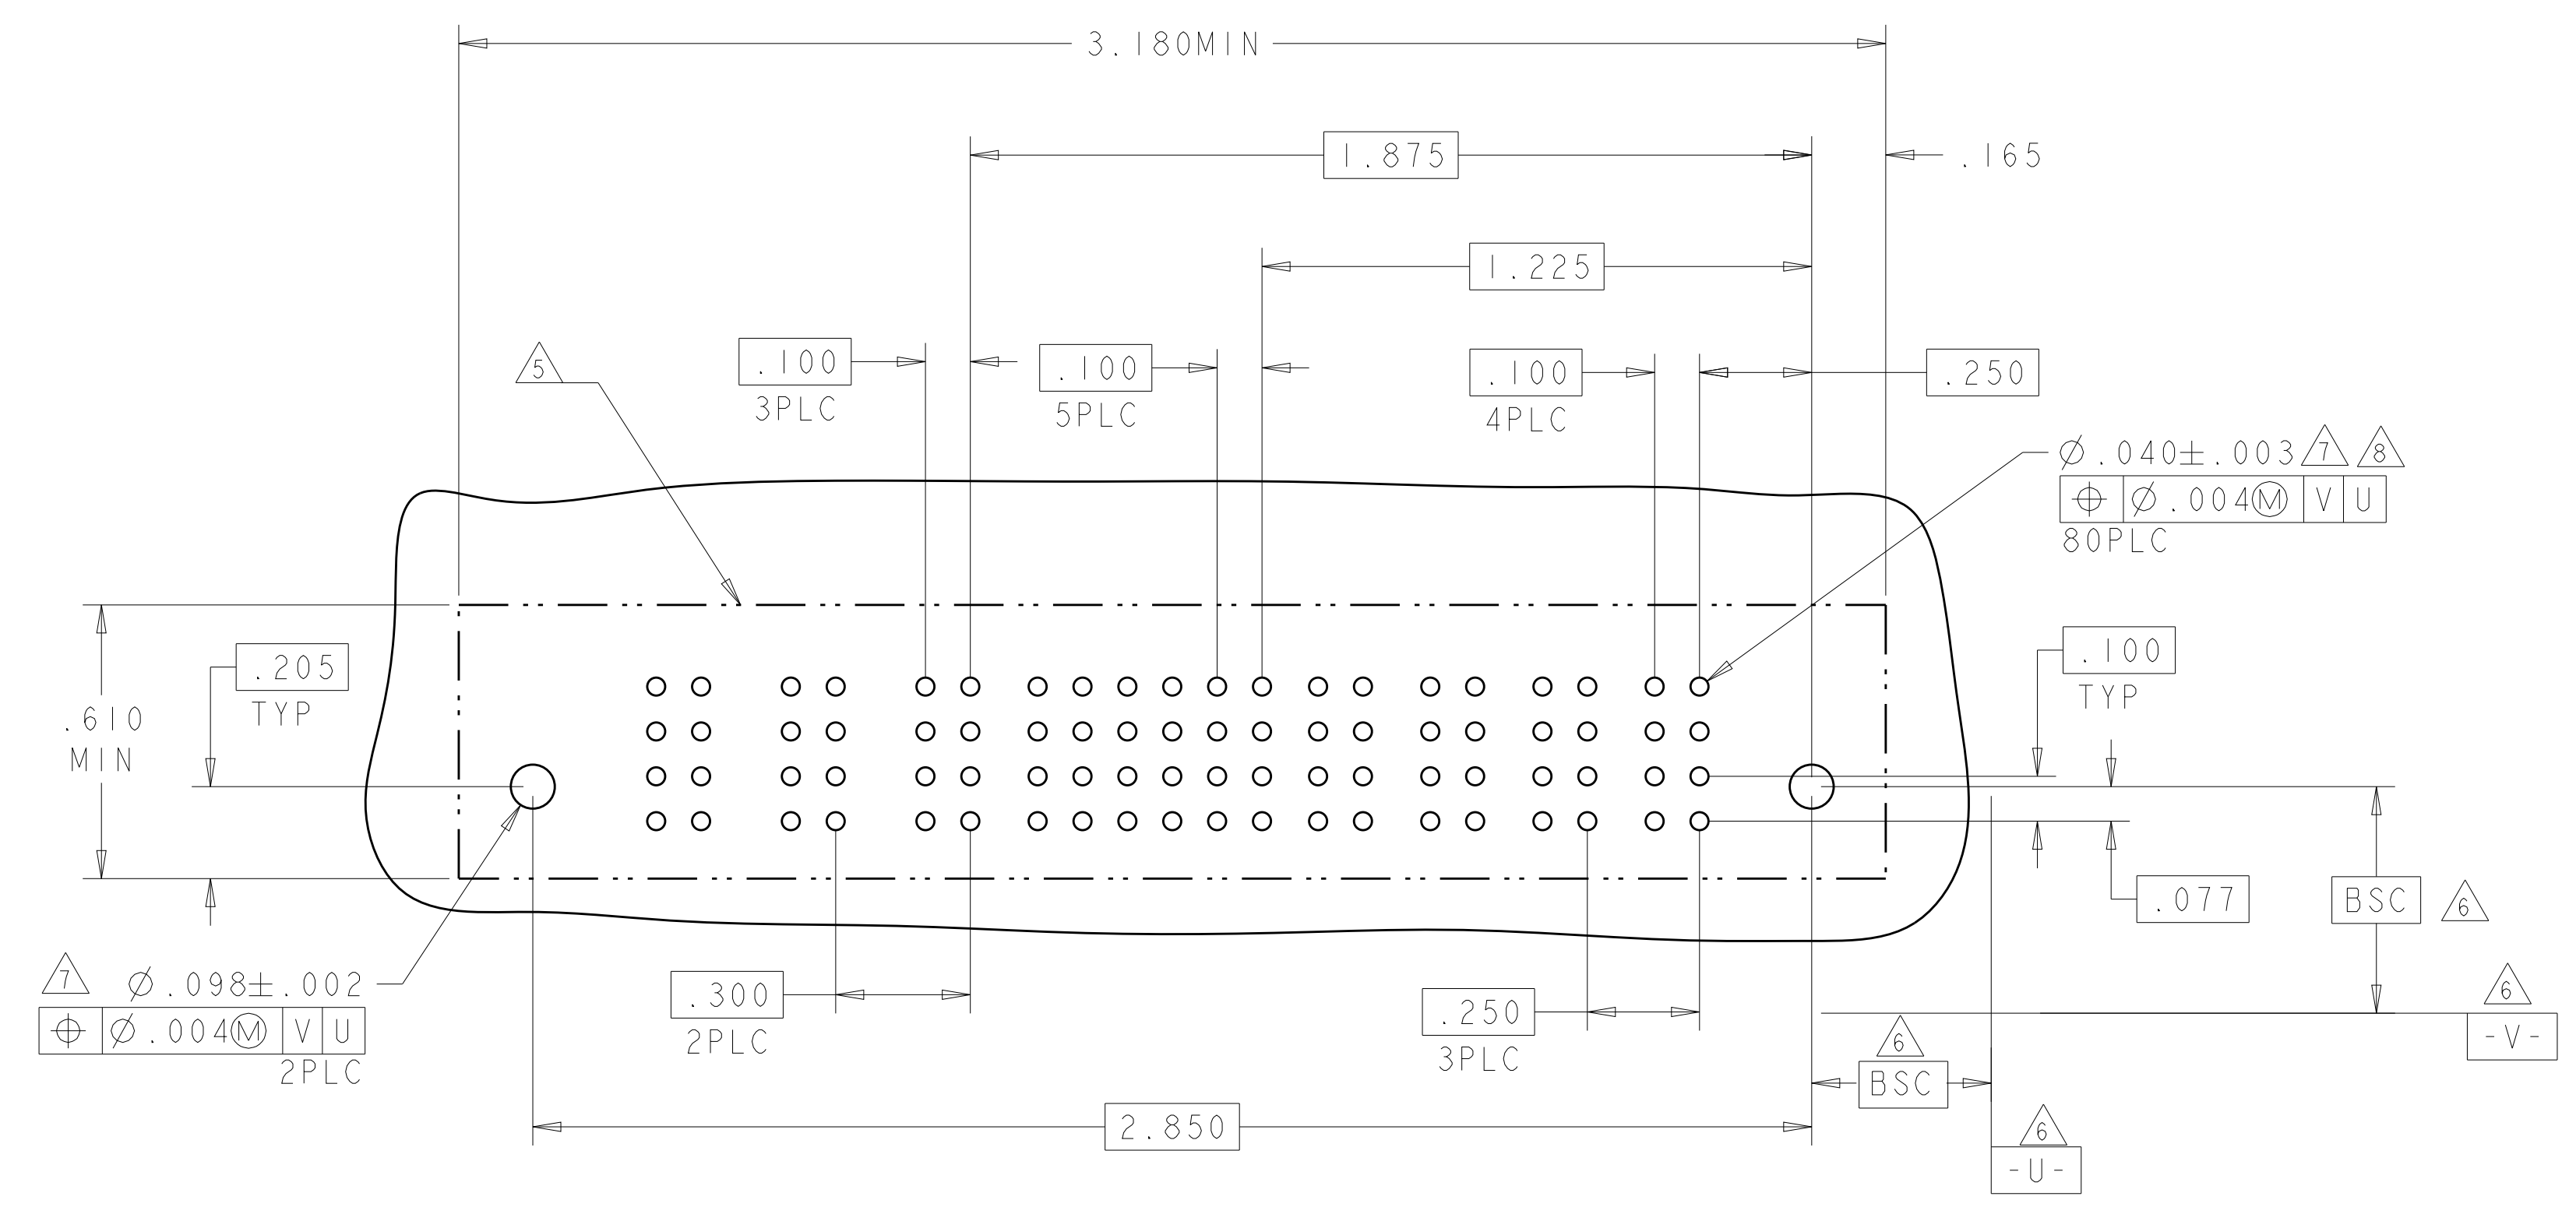 3.180MIN
1.875
.165
1.225
.100
3PLC
.100
5PLC
.100
4PLC
.250
5
Ø.040±.003 7 8
⌖ Ø.004Ⓜ V U
80PLC
.205
TYP
.610
MIN
.100
TYP
.077
BSC 6
7 Ø.098±.002
⌖ Ø.004Ⓜ V U
2PLC
.300
2PLC
.250
3PLC
6
-V-
6
BSC
2.850
6
-U-